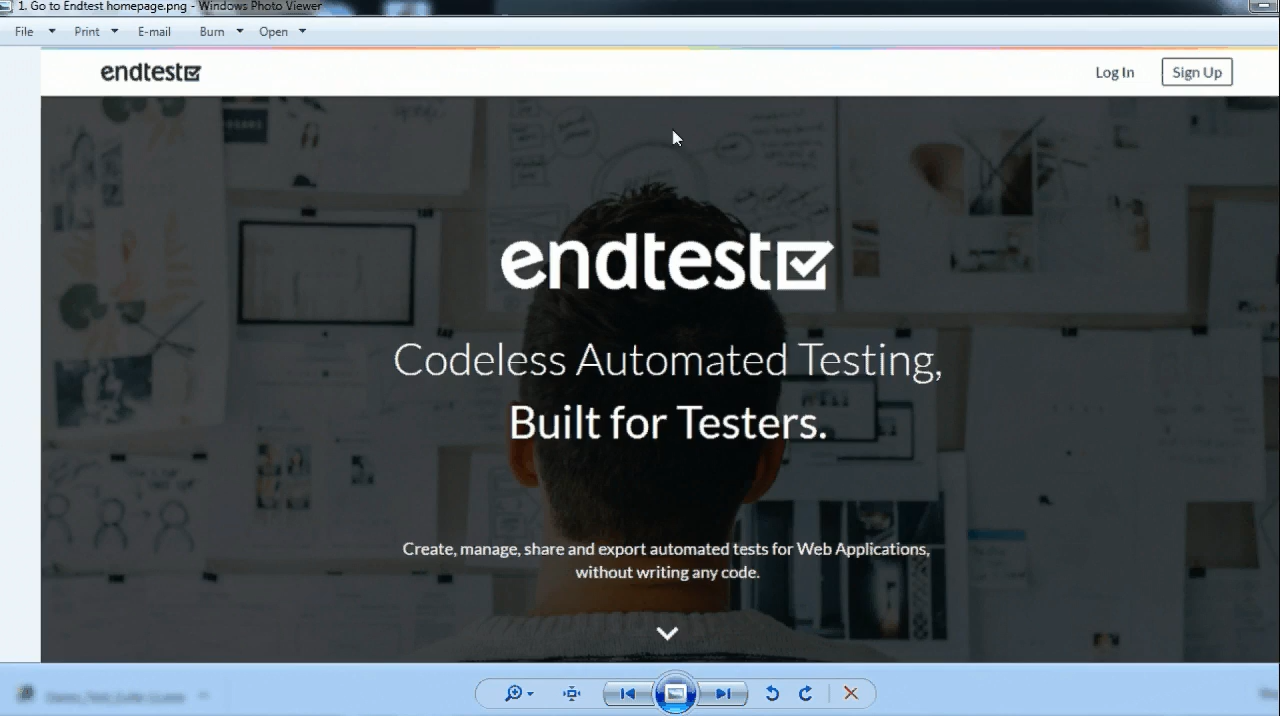 1. Go to Endtest homepage.png - Windows Photo Viewer
File Print E-mail Burn Open
endtest
Log In Sign Up
endtest
Codeless Automated Testing,
Built for Testers.
Create, manage, share and export automated tests for Web Applications,
without writing any code.